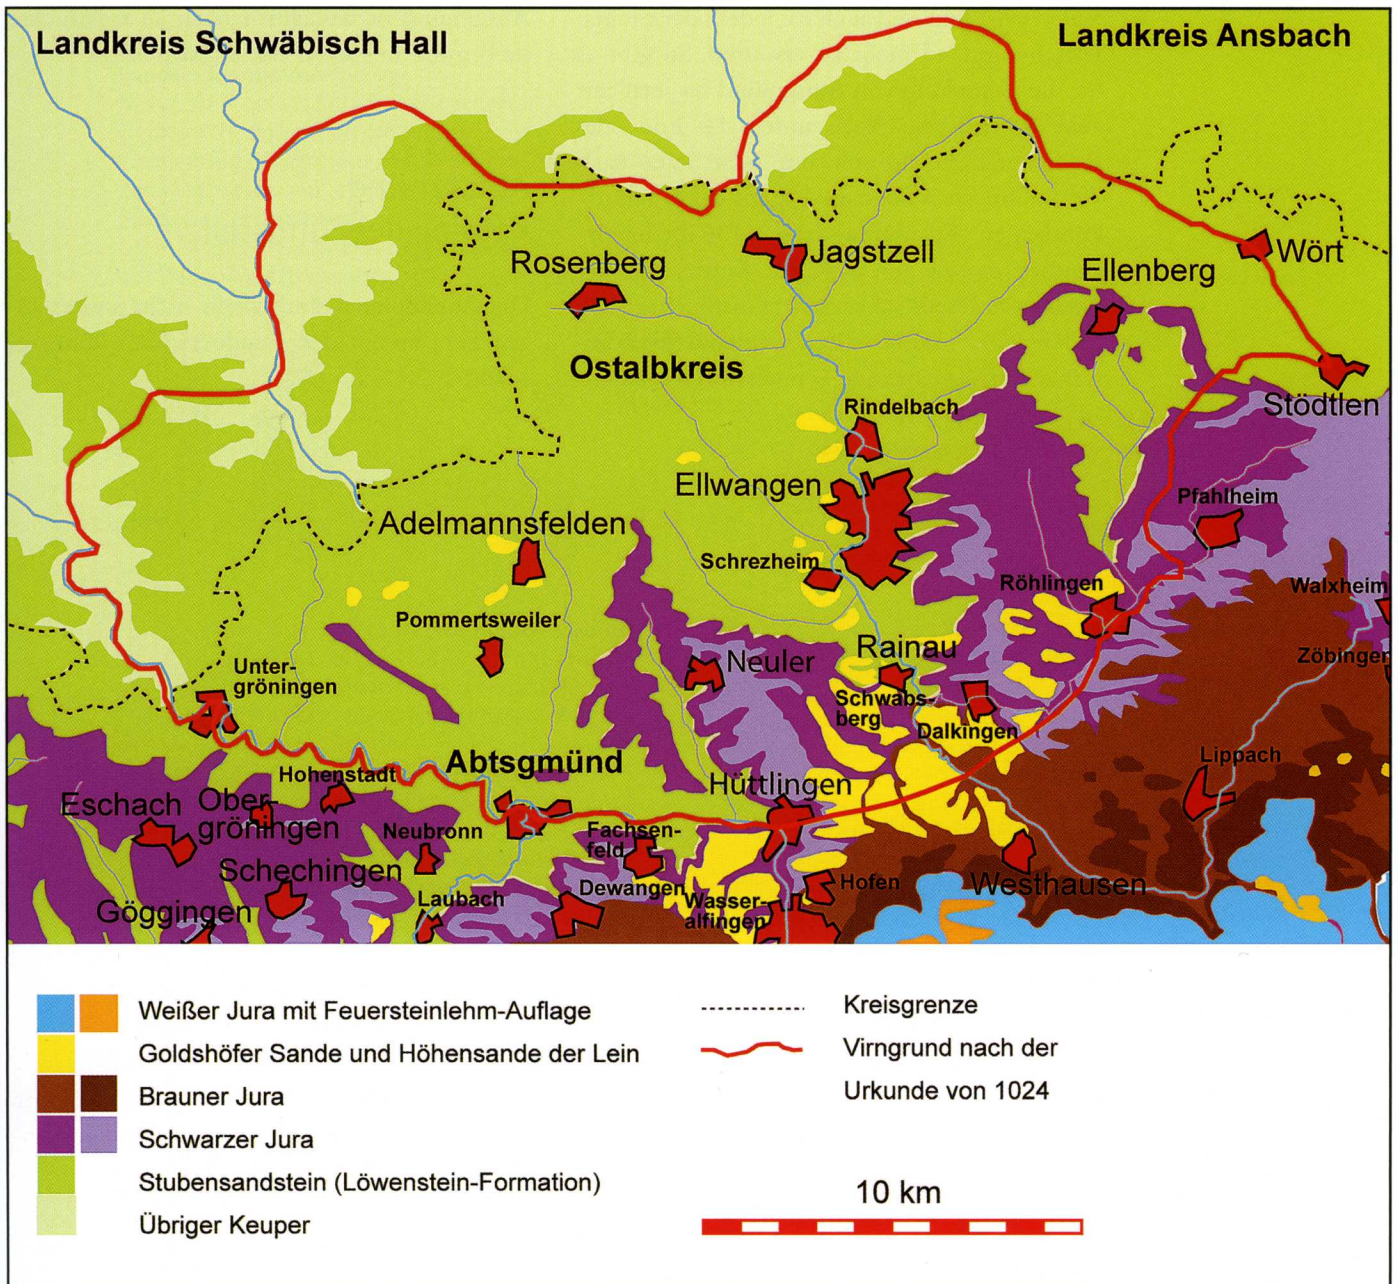 Landkreis Schwäbisch Hall
Landkreis Ansbach
Wört
Jagstzell
Rosenberg
Ellenberg
Ostalbkreis
Stödtlen
Rindelbach
Ellwangen
Pfahlheim
Adelmannsfelden
Schrezheim
Röhlingen
Walxheim
Pommertsweiler
Rainau
Neuler
Zöbingen
Unter-
gröningen
Schwabs-
berg
Dalkingen
Abtsgmünd
Lippach
Hohenstadt
Hüttlingen
Eschach
Ober-
gröningen
Neubronn
Fachsen-
feld
Schechingen
Hofen
Westhausen
Dewangen
Laubach
Wasser-
alfingen
Göggingen
Weißer Jura mit Feuersteinlehm-Auflage
Goldshöfer Sande und Höhensande der Lein
Brauner Jura
Schwarzer Jura
Stubensandstein (Löwenstein-Formation)
Übriger Keuper
Kreisgrenze
Virngrund nach der
Urkunde von 1024
10 km